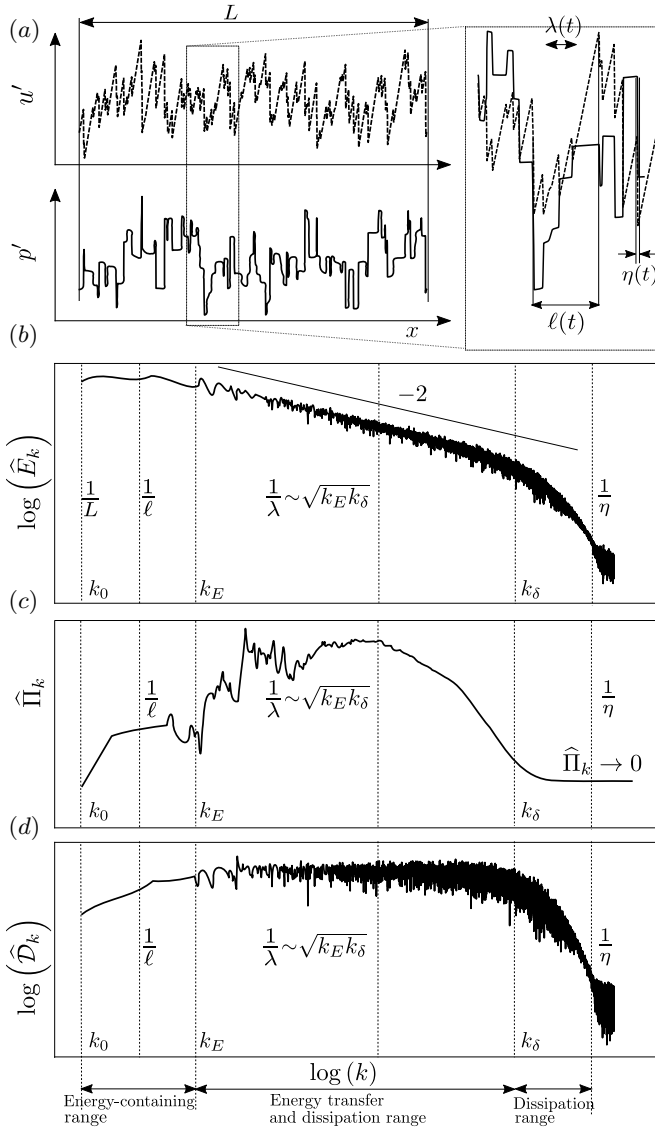 (a)
L
u′
p′
x
λ(t)
η(t)
ℓ(t)
(b)
log (Ê_k)
−2
1/L
1/ℓ
1/λ ∼ √(k_E k_δ)
1/η
k_0
k_E
k_δ
(c)
Π̂_k
1/ℓ
1/λ ∼ √(k_E k_δ)
1/η
Π̂_k → 0
k_0
k_E
k_δ
(d)
log (𝒟̂_k)
1/ℓ
1/λ ∼ √(k_E k_δ)
1/η
k_0
k_E
k_δ
log (k)
Energy-containing
range
Energy transfer
and dissipation range
Dissipation
range